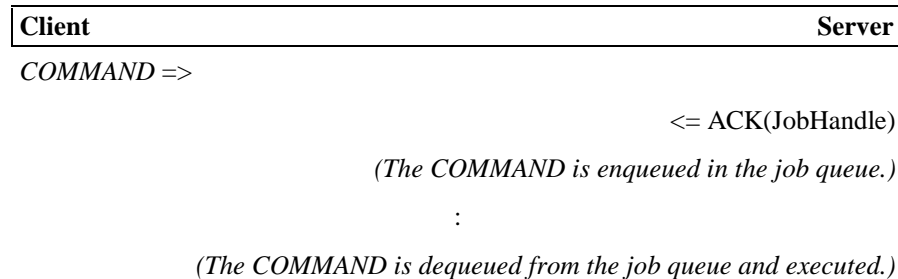 Client Server
COMMAND =>
<= ACK(JobHandle)
(The COMMAND is enqueued in the job queue.)
:
(The COMMAND is dequeued from the job queue and executed.)